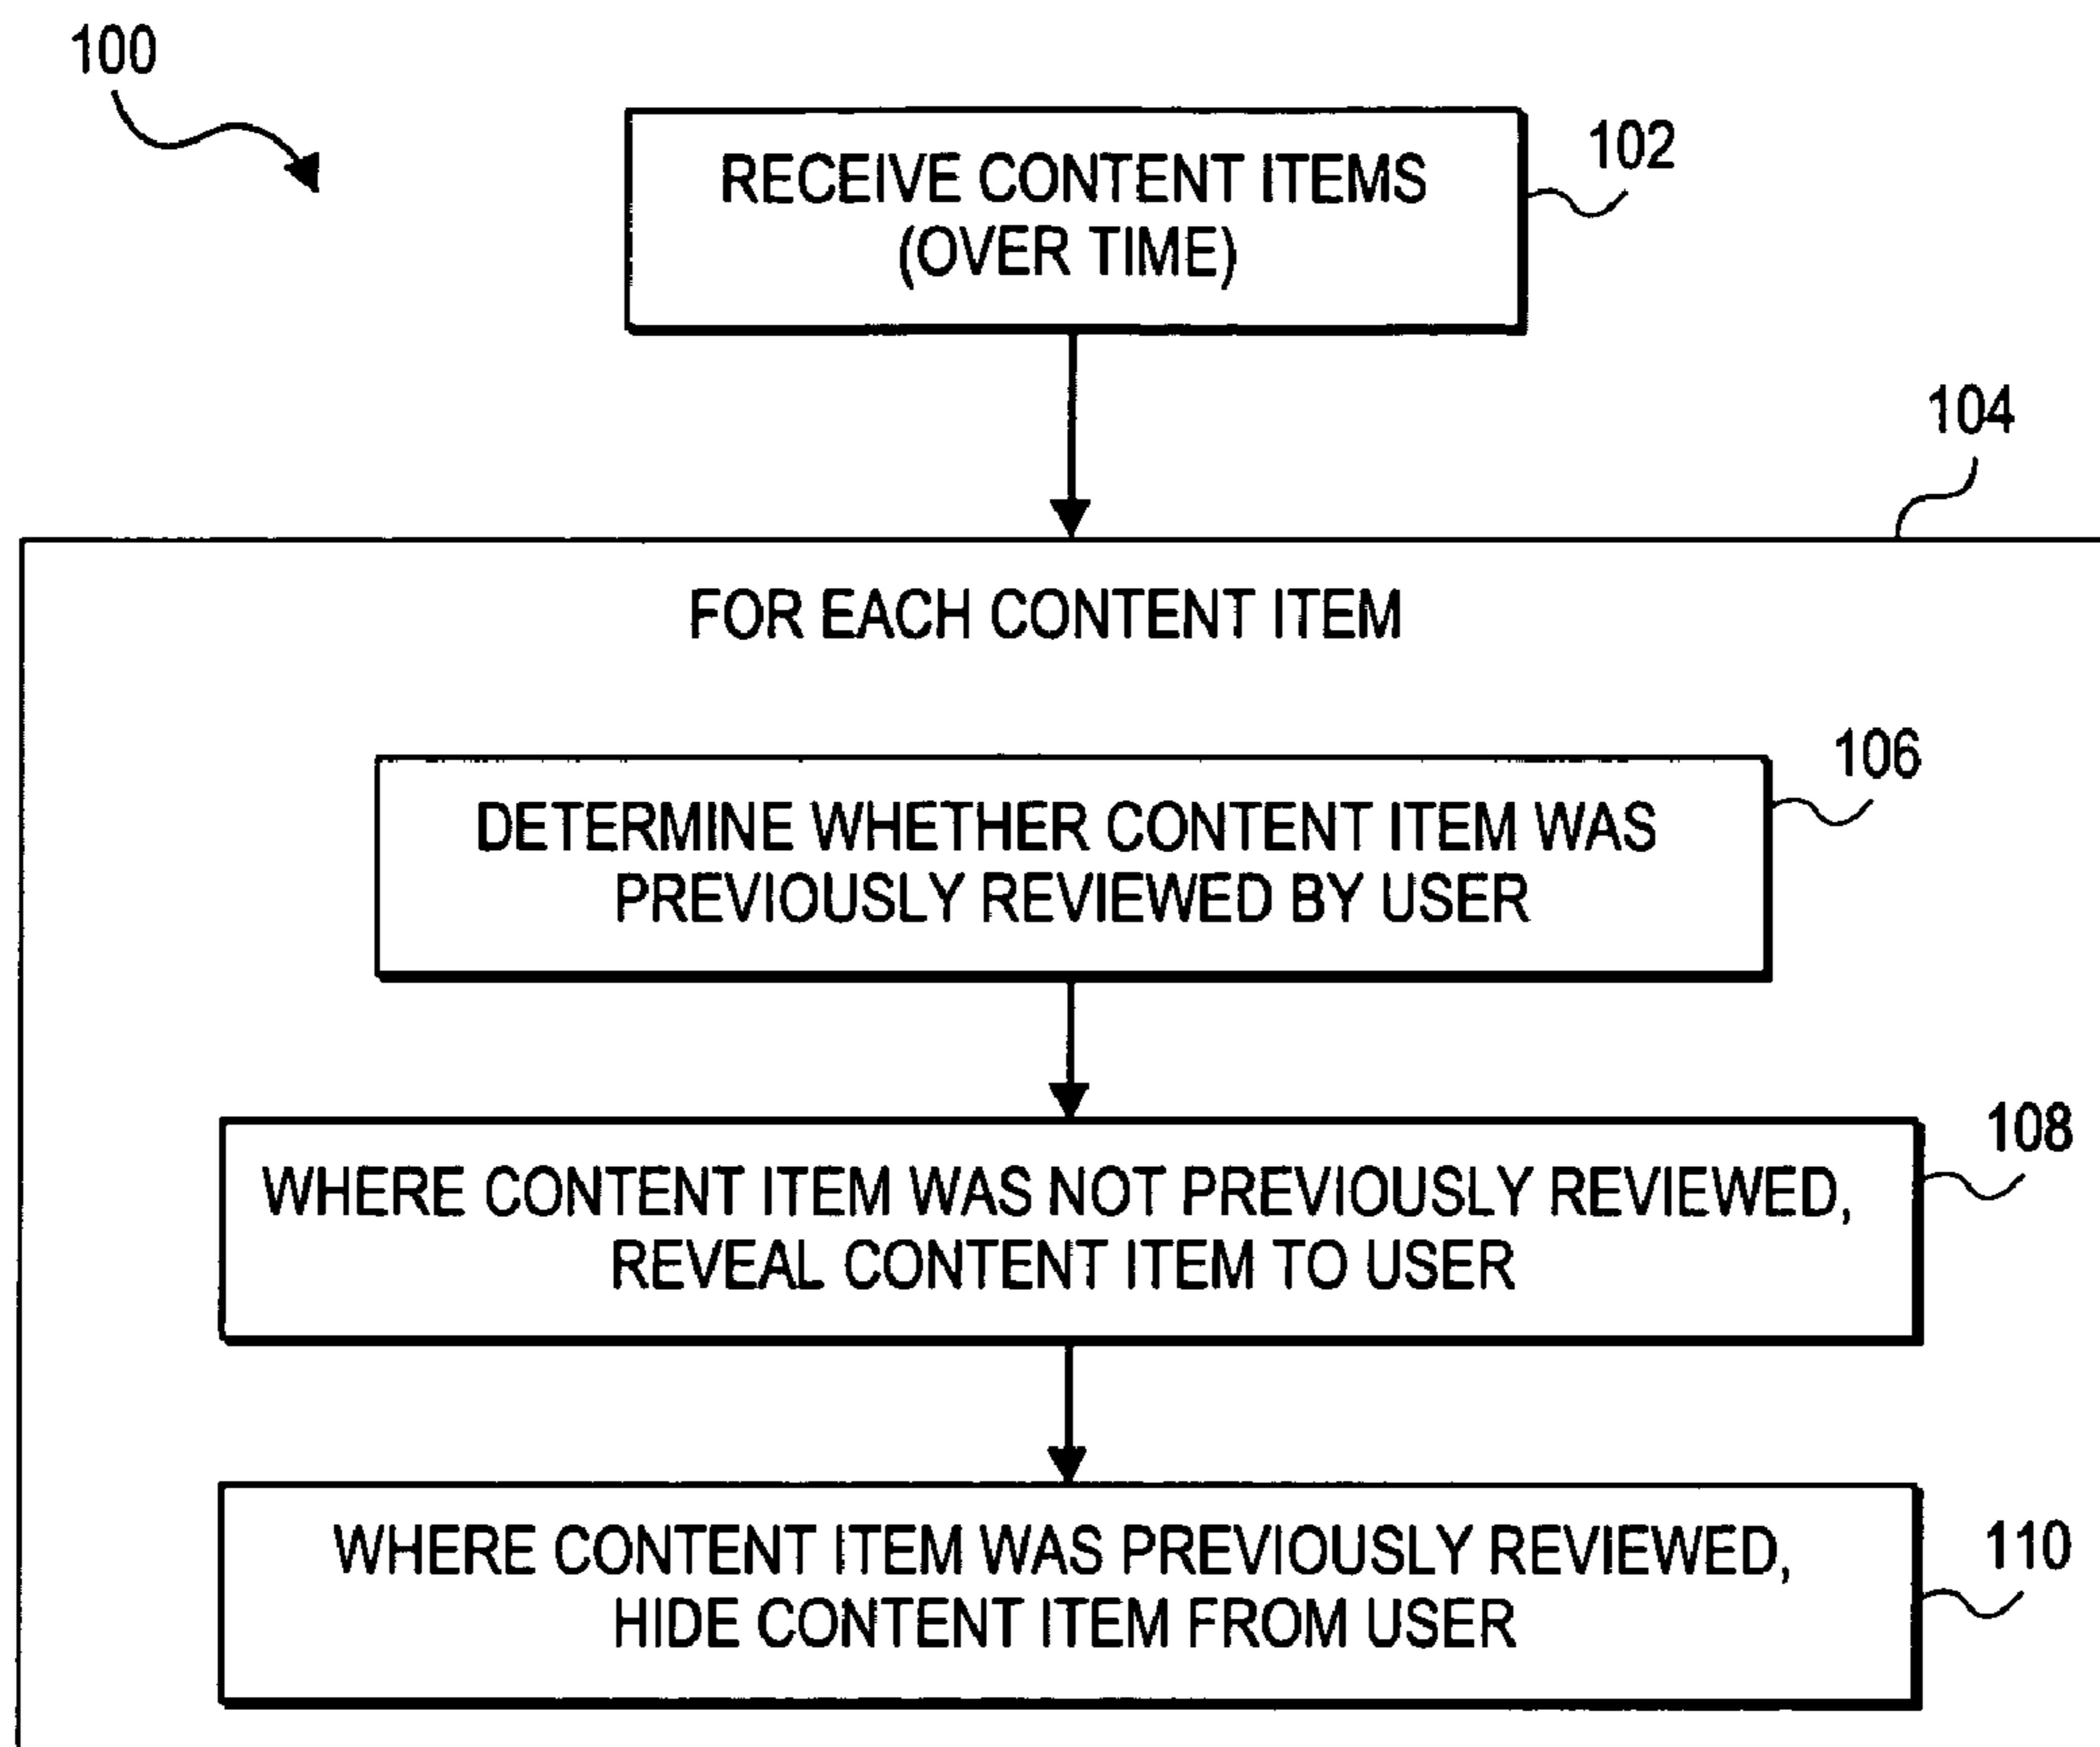 100
RECEIVE CONTENT ITEMS
(OVER TIME)
102
104
FOR EACH CONTENT ITEM
106
DETERMINE WHETHER CONTENT ITEM WAS
PREVIOUSLY REVIEWED BY USER
108
WHERE CONTENT ITEM WAS NOT PREVIOUSLY REVIEWED,
REVEAL CONTENT ITEM TO USER
110
WHERE CONTENT ITEM WAS PREVIOUSLY REVIEWED,
HIDE CONTENT ITEM FROM USER